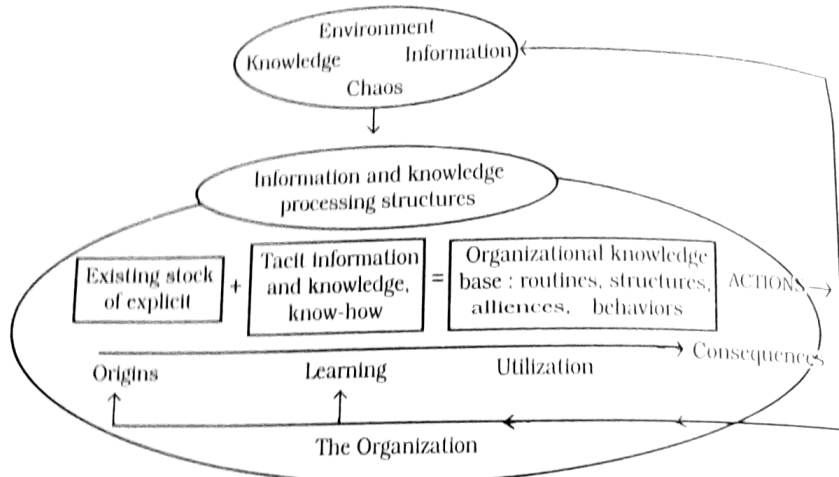 Environment
Knowledge Information
Chaos
Information and knowledge
processing structures
Existing stock
of explicit
+
Tacit information
and knowledge,
know-how
=
Organizational knowledge
base : routines, structures,
alliences, behaviors
ACTIONS
Consequences
Origins Learning Utilization
The Organization